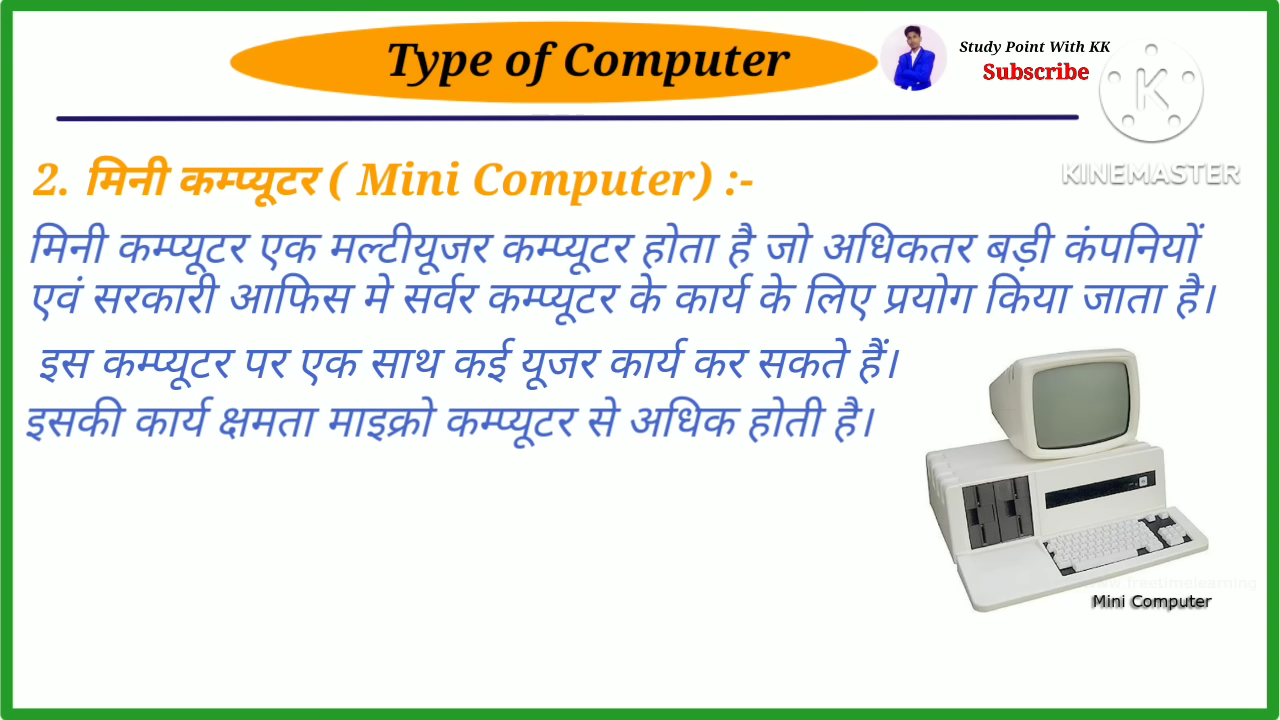 Type of Computer
Study Point With KK
Subscribe
K
KINEMASTER
2. मिनी कम्प्यूटर ( Mini Computer) :-
मिनी कम्प्यूटर एक मल्टीयूजर कम्प्यूटर होता है जो अधिकतर बड़ी कंपनियों
एवं सरकारी आफिस मे सर्वर कम्प्यूटर के कार्य के लिए प्रयोग किया जाता है।
इस कम्प्यूटर पर एक साथ कई यूजर कार्य कर सकते हैं।
इसकी कार्य क्षमता माइक्रो कम्प्यूटर से अधिक होती है।
Mini Computer